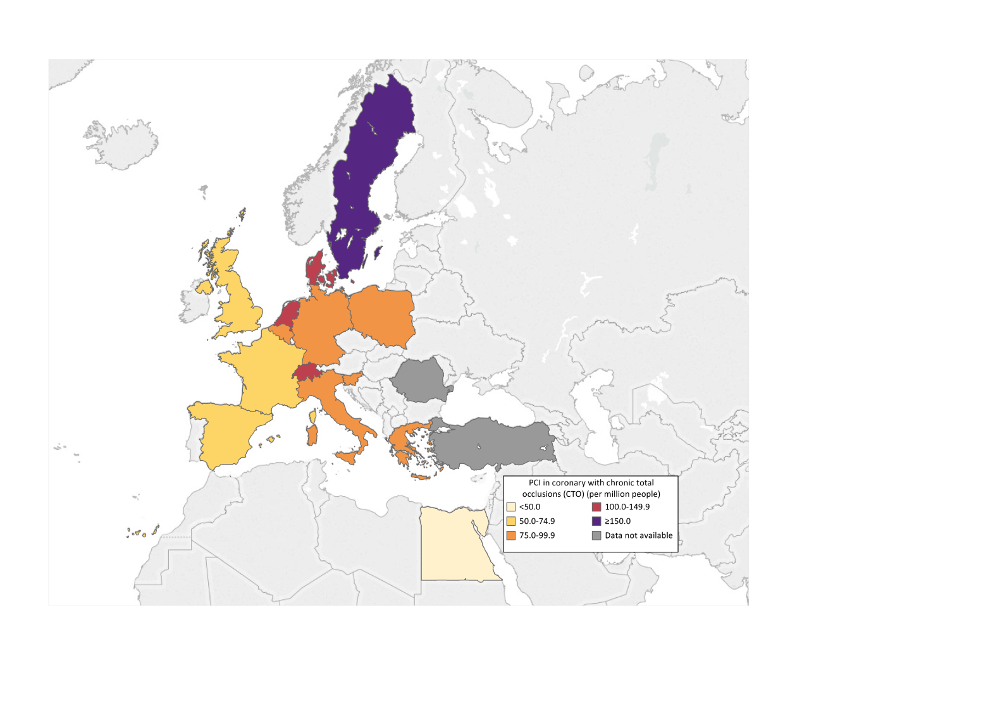 PCI in coronary with chronic total
occlusions (CTO) (per million people)
<50.0
100.0-149.9
50.0-74.9
≥150.0
75.0-99.9
Data not available